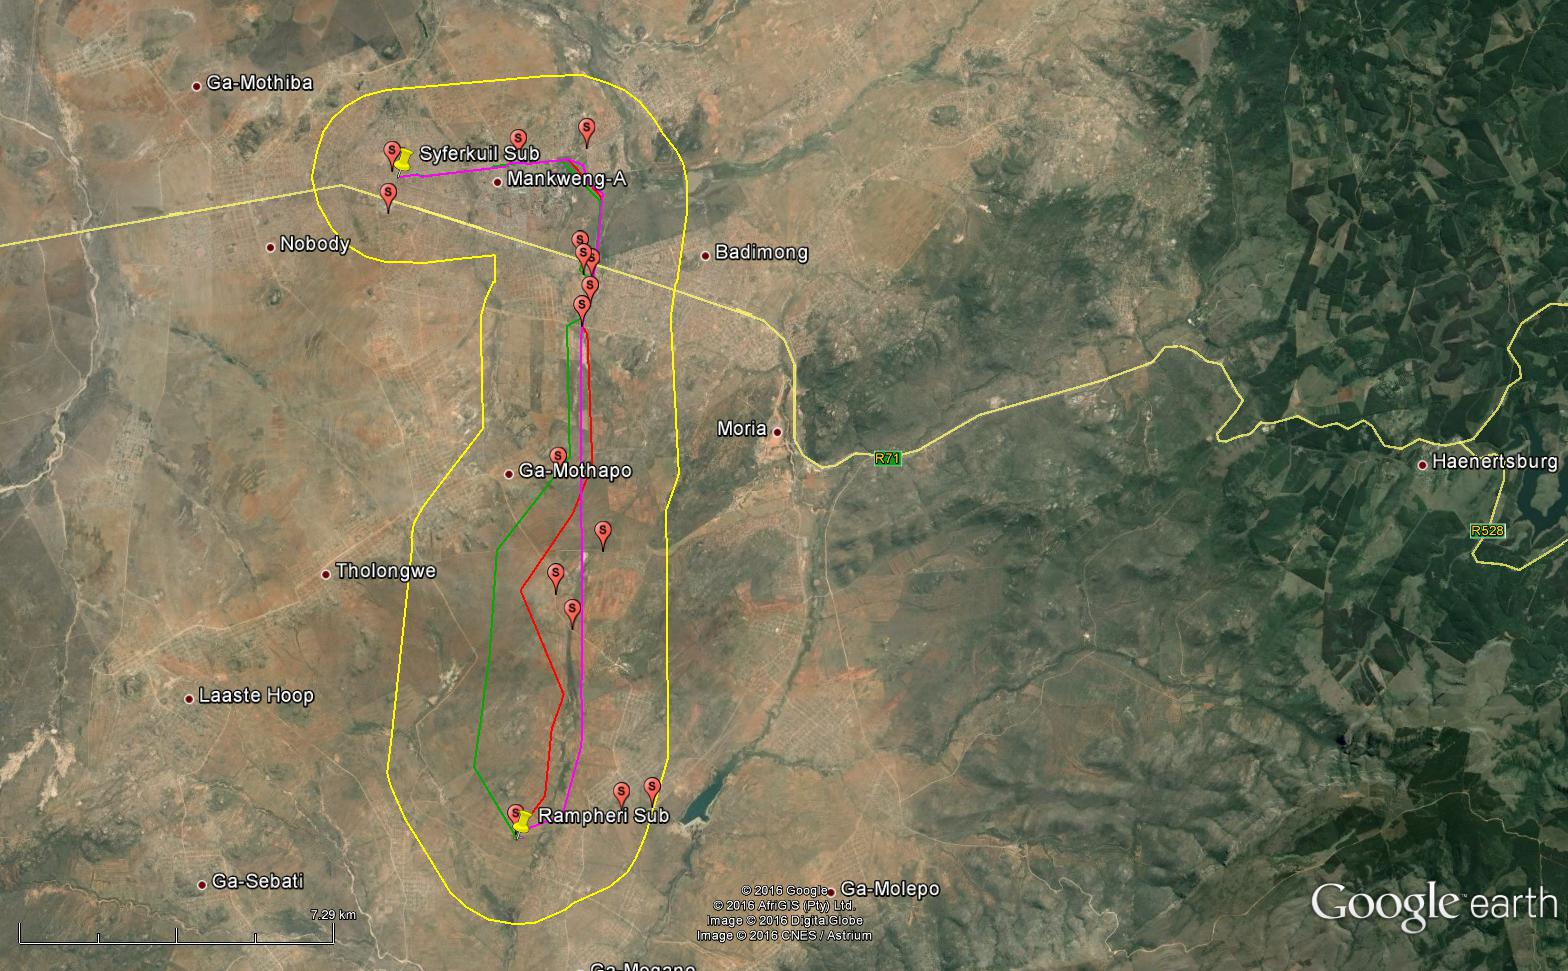 Ga-Mothiba
S
S
S
Syferkuil Sub
Mankweng-A
S
Nobody
S
S
S
Badimong
S
S
Moria
R71
S
Ga-Mothapo
Haenertsburg
S
R528
Tholongwe
S
S
Laaste Hoop
S
S
S
Rampheri Sub
Ga-Sebati
7.29 km
© 2016 Google
© 2016 AfriGIS (Pty) Ltd.
Image © 2016 DigitalGlobe
Image © 2016 CNES / Astrium
Ga-Molepo
Google earth